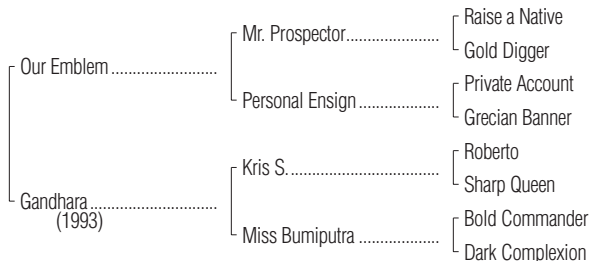 Our Emblem
Gandhara
(1993)
Mr. Prospector
Personal Ensign
Kris S.
Miss Bumiputra
Raise a Native
Gold Digger
Private Account
Grecian Banner
Roberto
Sharp Queen
Bold Commander
Dark Complexion